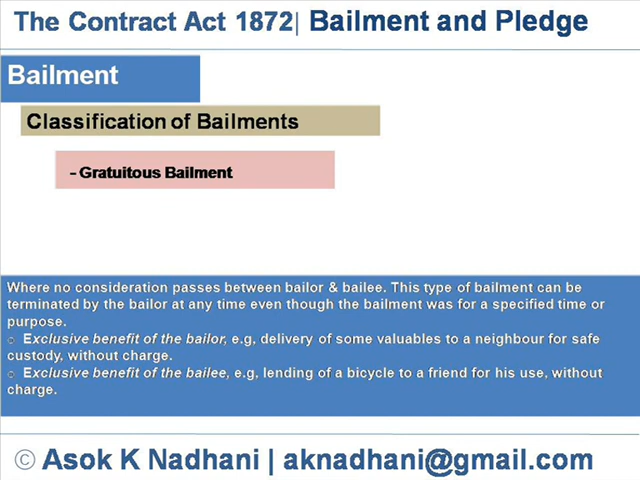 The Contract Act 1872| Bailment and Pledge
Bailment
Classification of Bailments
- Gratuitous Bailment
Where no consideration passes between bailor & bailee. This type of bailment can be
terminated by the bailor at any time even though the bailment was for a specified time or
purpose.
o Exclusive benefit of the bailor, e.g, delivery of some valuables to a neighbour for safe
custody, without charge.
o Exclusive benefit of the bailee, e.g, lending of a bicycle to a friend for his use, without
charge.
© Asok K Nadhani | aknadhani@gmail.com